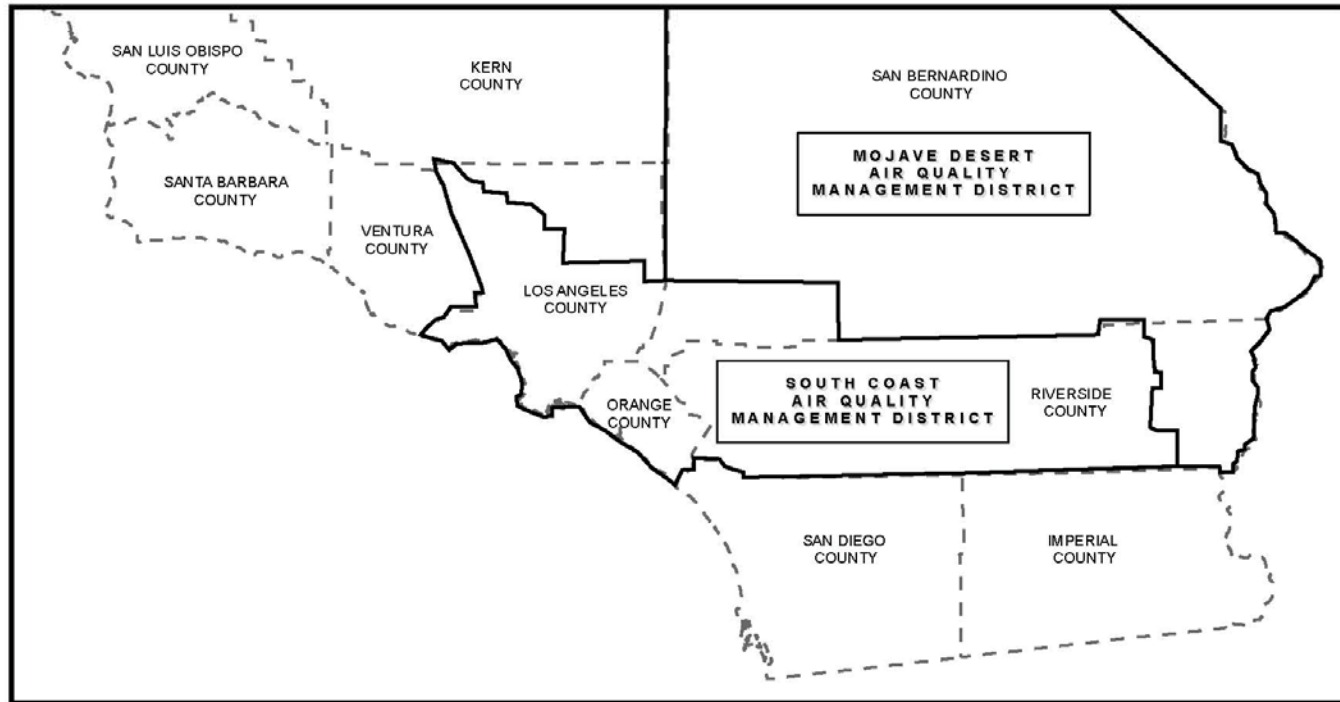 SAN LUIS OBISPO
COUNTY
KERN
COUNTY
SAN BERNARDINO
COUNTY
MOJAVE DESERT
AIR QUALITY
MANAGEMENT DISTRICT
SANTA BARBARA
COUNTY
VENTURA
COUNTY
LOS ANGELES
COUNTY
SOUTH COAST
AIR QUALITY
MANAGEMENT DISTRICT
ORANGE
COUNTY
RIVERSIDE
COUNTY
SAN DIEGO
COUNTY
IMPERIAL
COUNTY